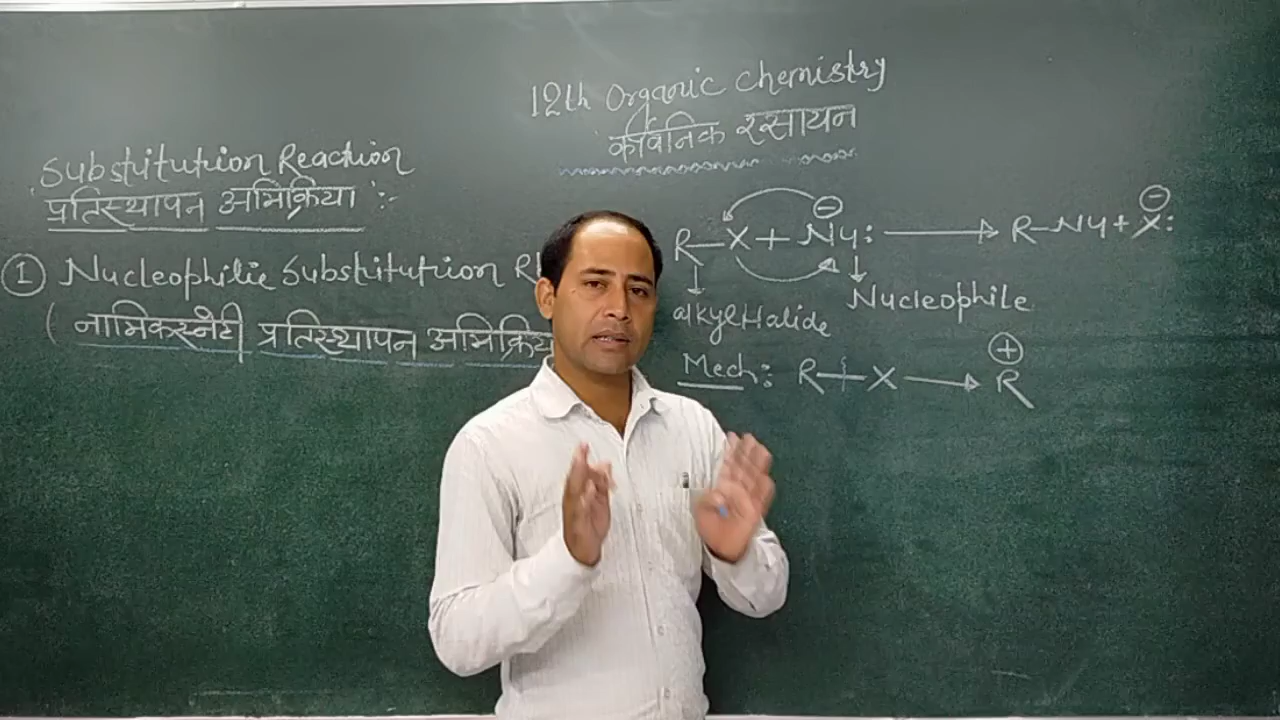 12th Organic Chemistry
कार्बनिक रसायन
Substitution Reaction
प्रतिस्थापन अभिक्रिया :-
① Nucleophilic Substitution R
( नाभिकस्नेही प्रतिस्थापन अभिक्रिया
R—X + Nu:⊖ → R—Nu + X:⊖
alkyl Halide
Nucleophile
Mech: R—X → R⊕